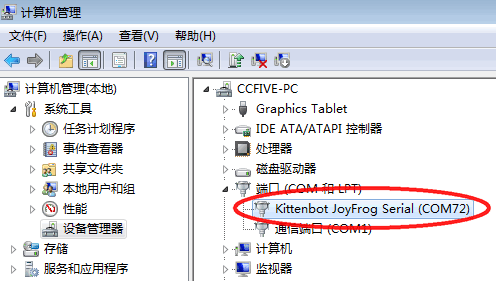 计算机管理
文件(F) 操作(A) 查看(V) 帮助(H)
计算机管理(本地)
系统工具
任务计划程序
事件查看器
共享文件夹
本地用户和组
性能
设备管理器
存储
服务和应用程序
CCFIVE-PC
Graphics Tablet
IDE ATA/ATAPI 控制器
处理器
磁盘驱动器
端口 (COM 和 LPT)
Kittenbot JoyFrog Serial (COM72)
通信端口 (COM1)
计算机
监视器